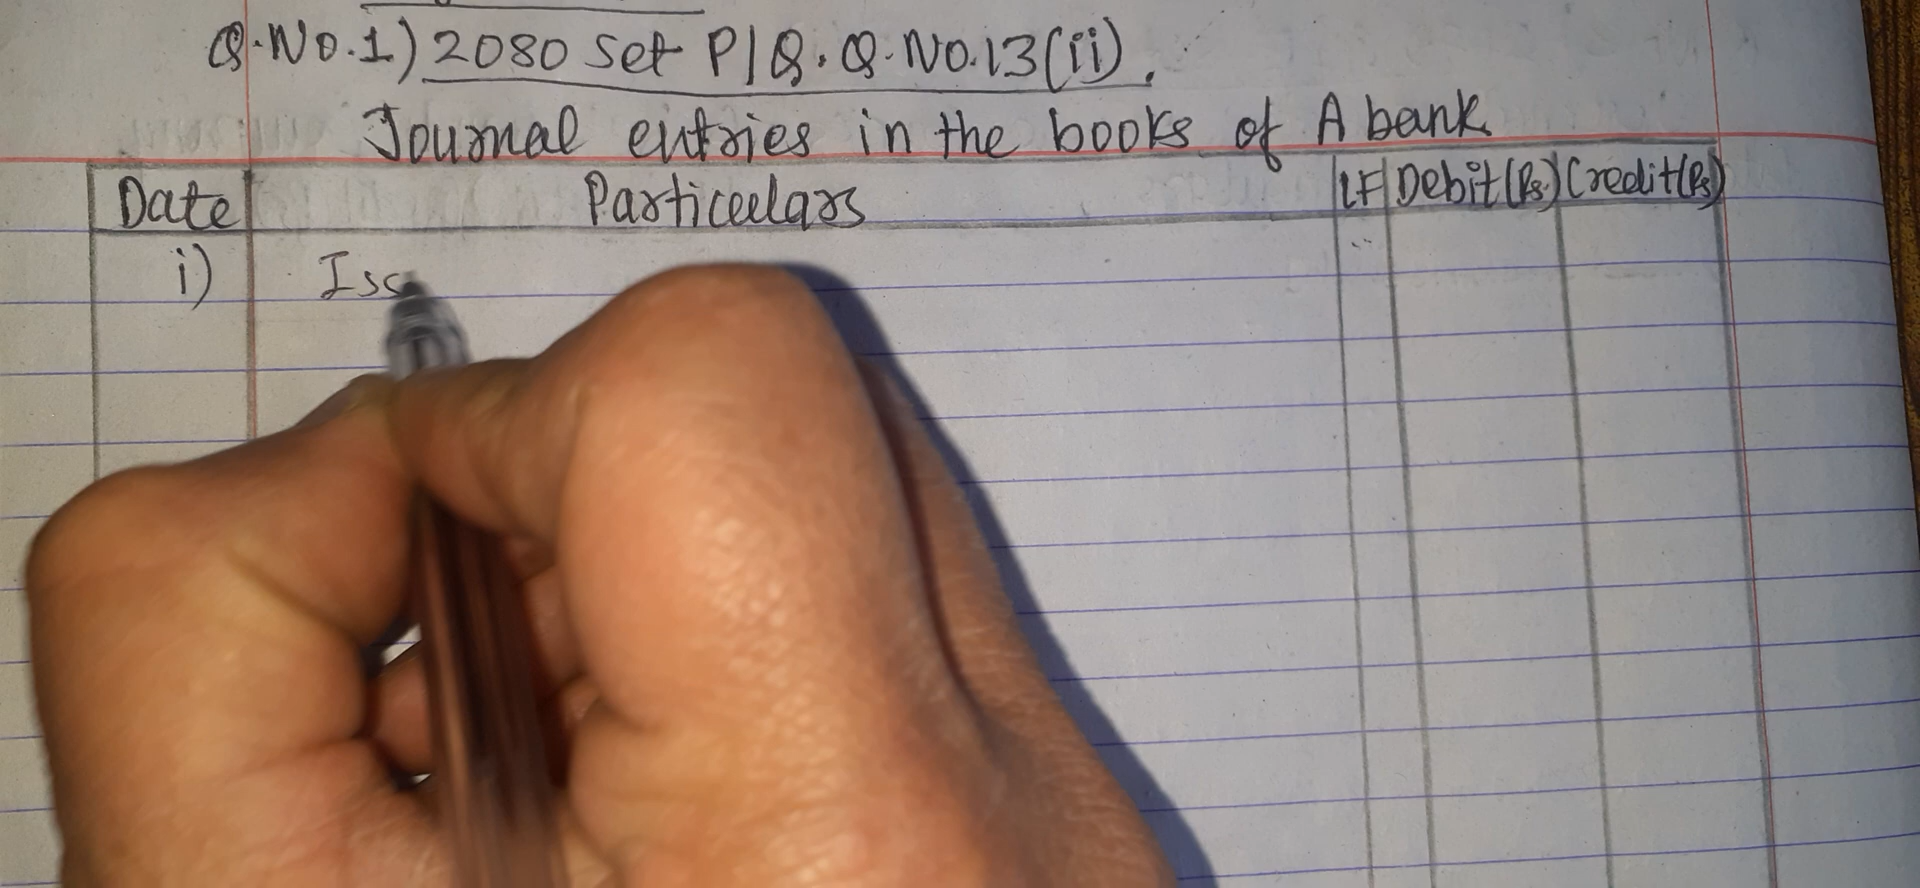 Q.No.1) 2080 Set P/Q. Q.No.13(ii).
Journal entries in the books of A bank
Date Particulars LF Debit(Rs.) Credit(Rs)
i)